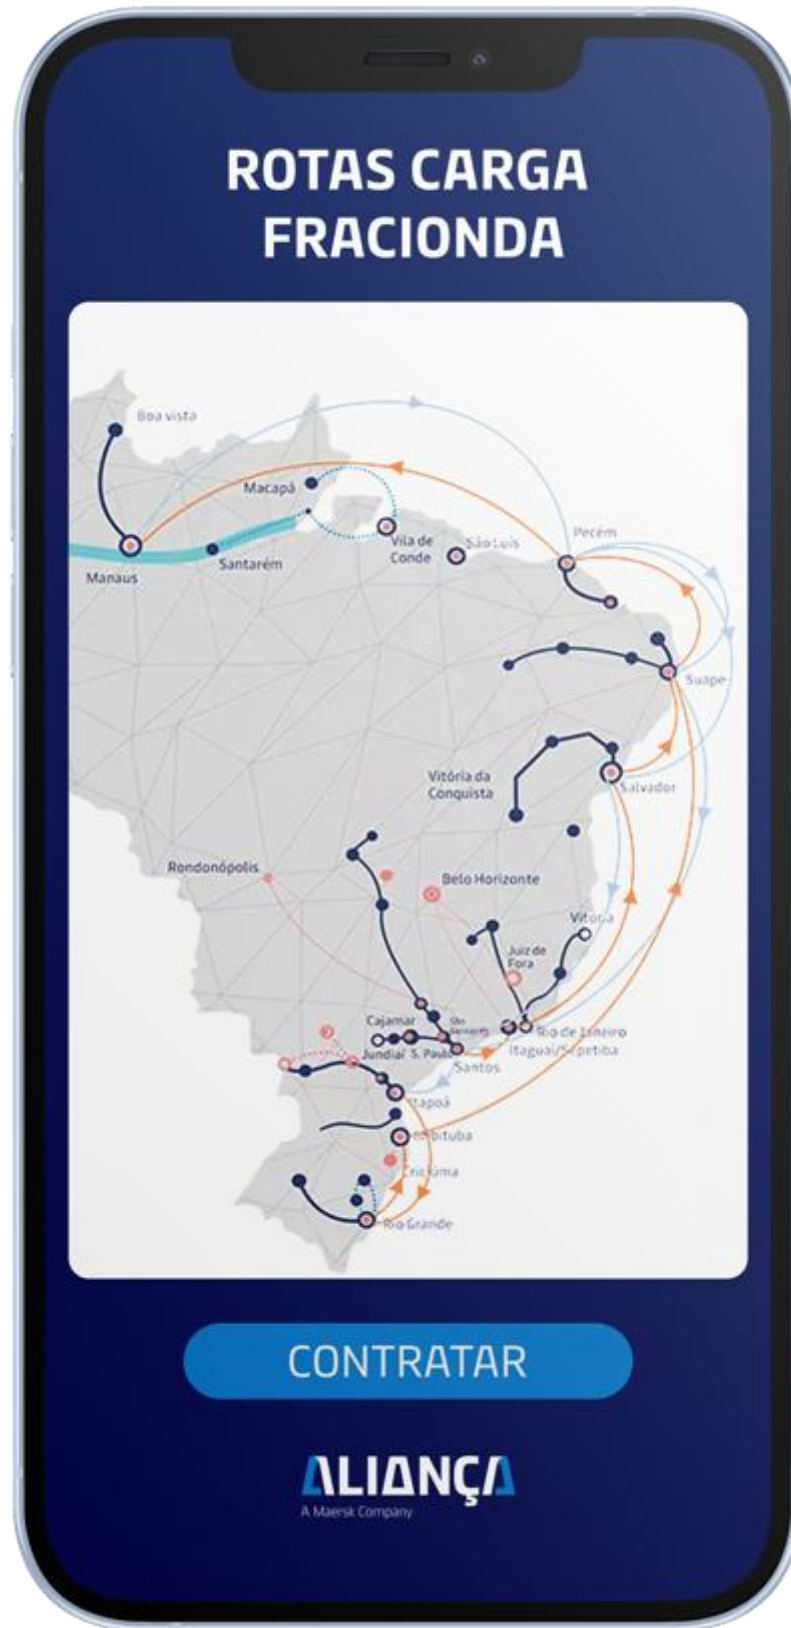 ROTAS CARGA
FRACIONDA
Boa vista
Macapá
Pecém
Vila de
Conde
São Luís
Santarém
Manaus
Suape
Vitória da
Conquista
Salvador
Rondonópolis
Belo Horizonte
Vitória
Juiz de
Fora
Cajamar
São
Rio de Janeiro
Jundiaí S. Paulo
Itaguaí/Sepetiba
Santos
Itapoá
Imbituba
Criciúma
Rio Grande
CONTRATAR
ALIANÇA
A Maersk Company